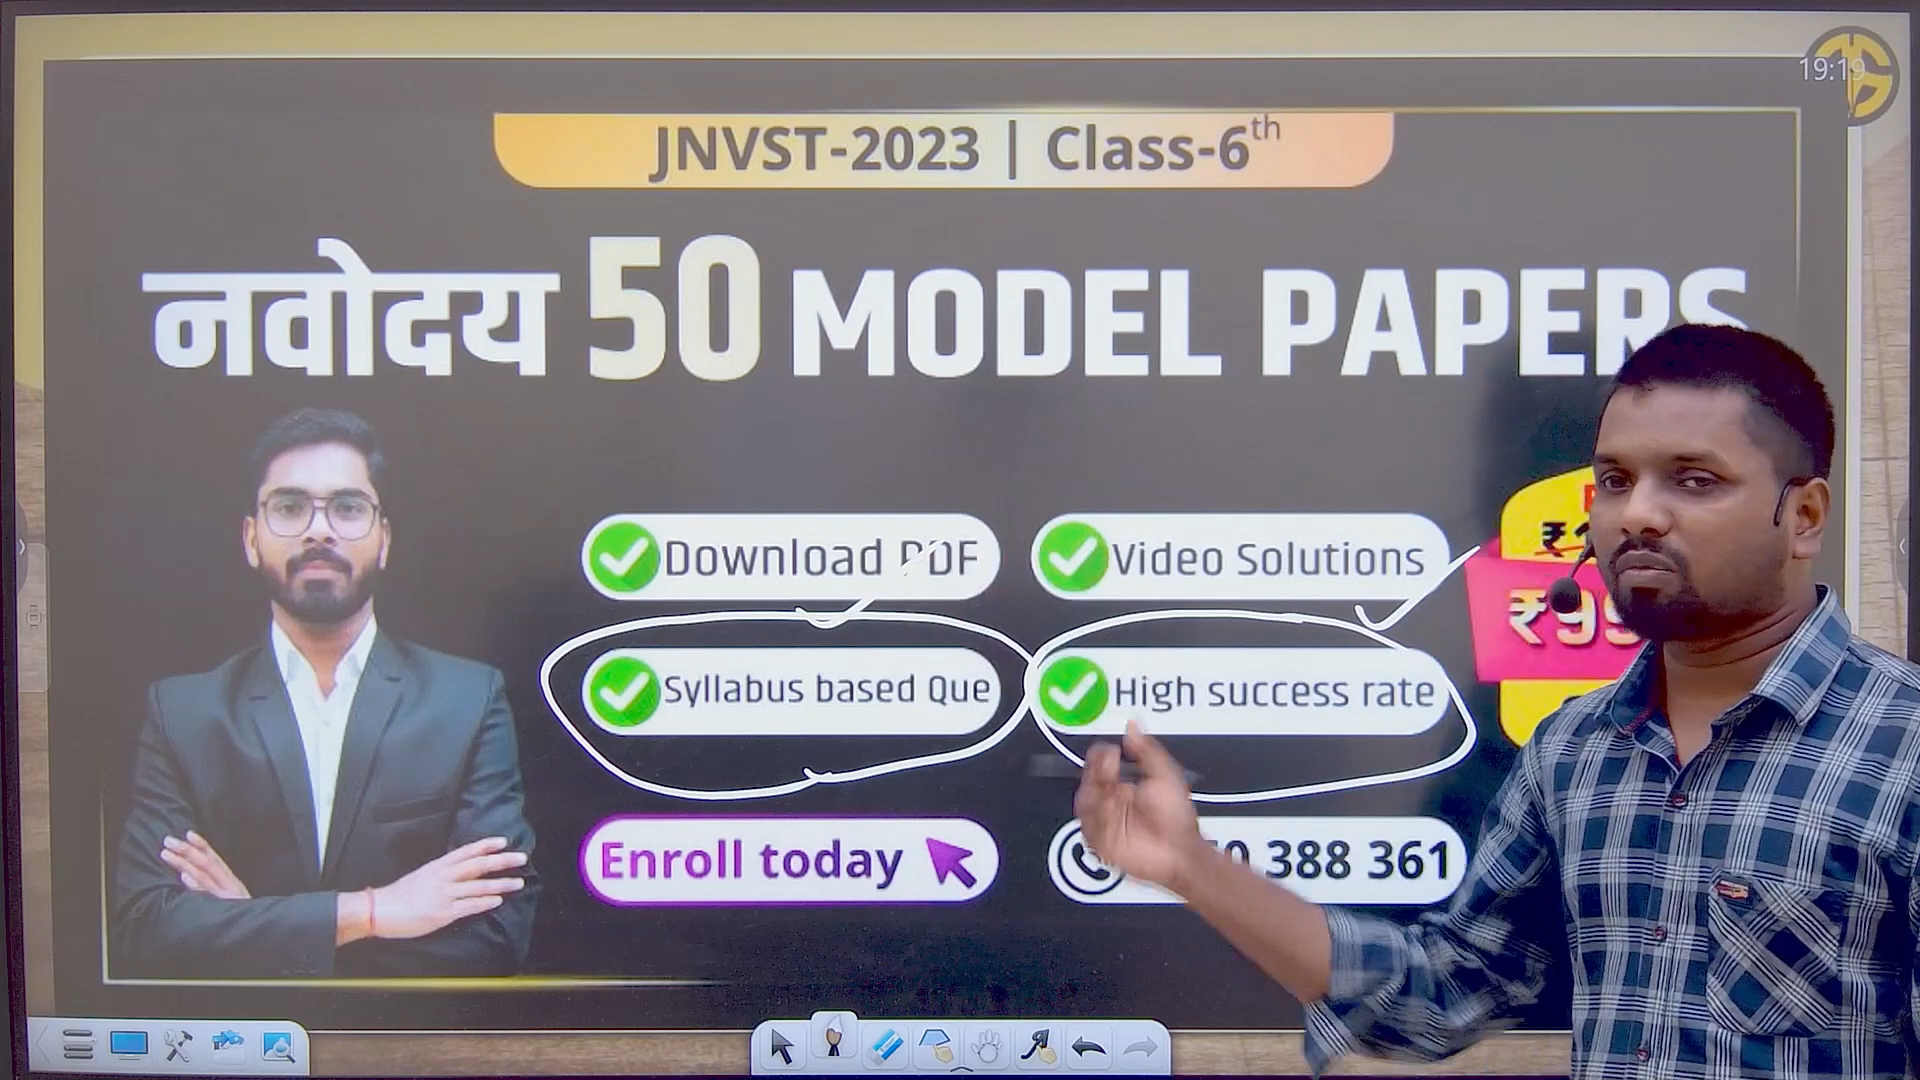 19:19
JNVST-2023 | Class-6th
नवोदय 50 MODEL PAPERS
Download PDF
Video Solutions
Syllabus based Que
High success rate
Enroll today
388 361